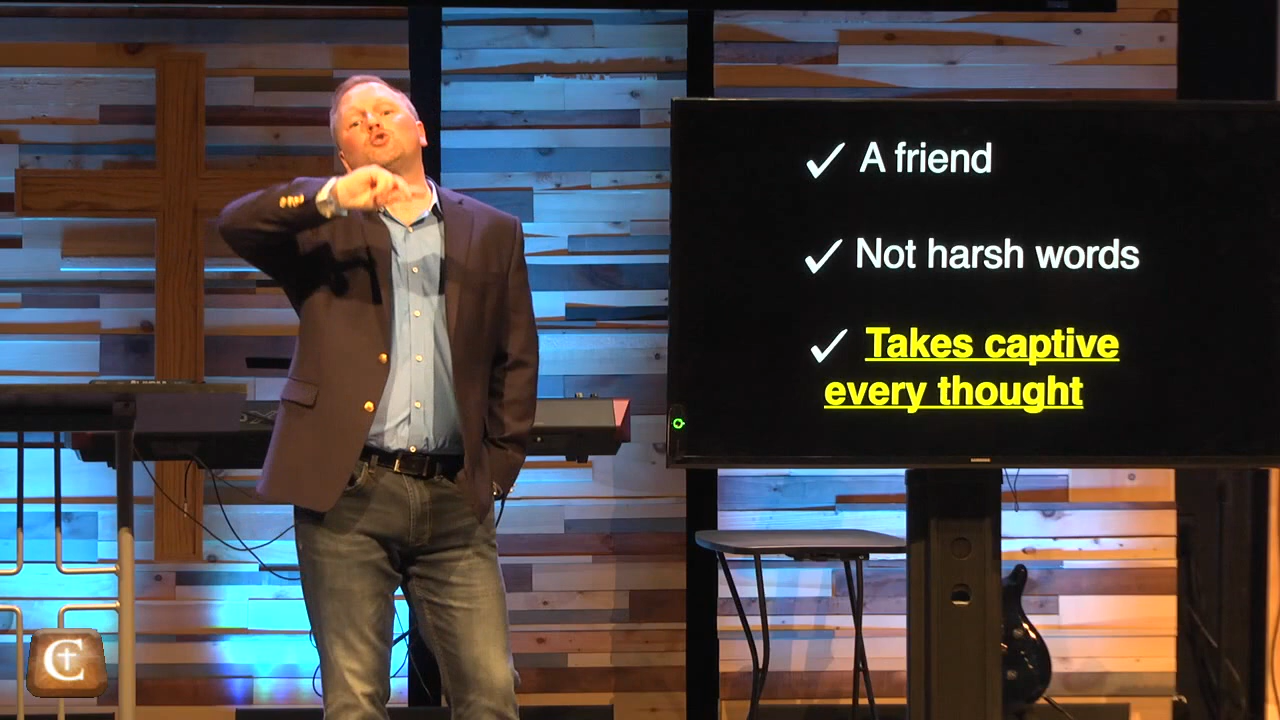 A friend
Not harsh words
Takes captive
every thought
C